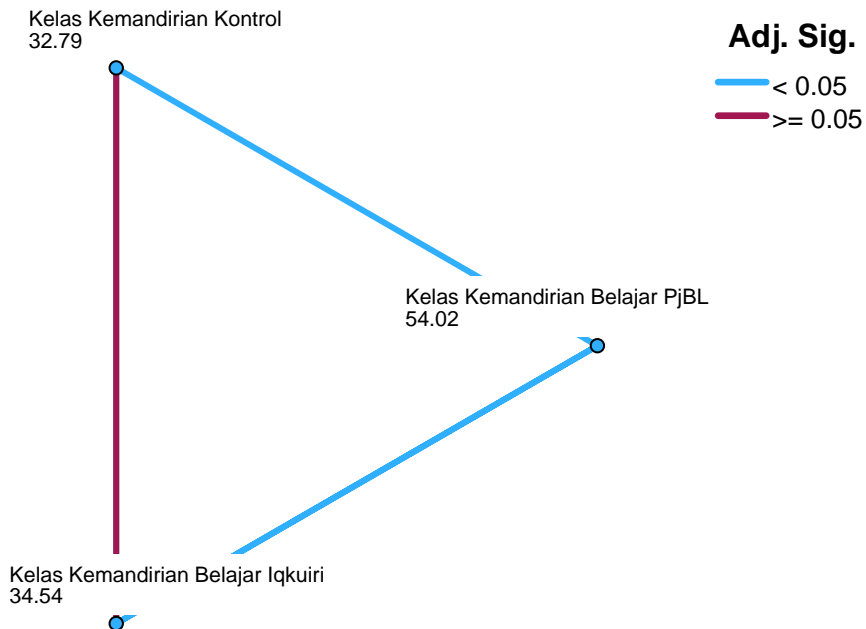 Kelas Kemandirian Kontrol
32.79
Adj. Sig.
< 0.05
>= 0.05
Kelas Kemandirian Belajar PjBL
54.02
Kelas Kemandirian Belajar Iqkuiri
34.54